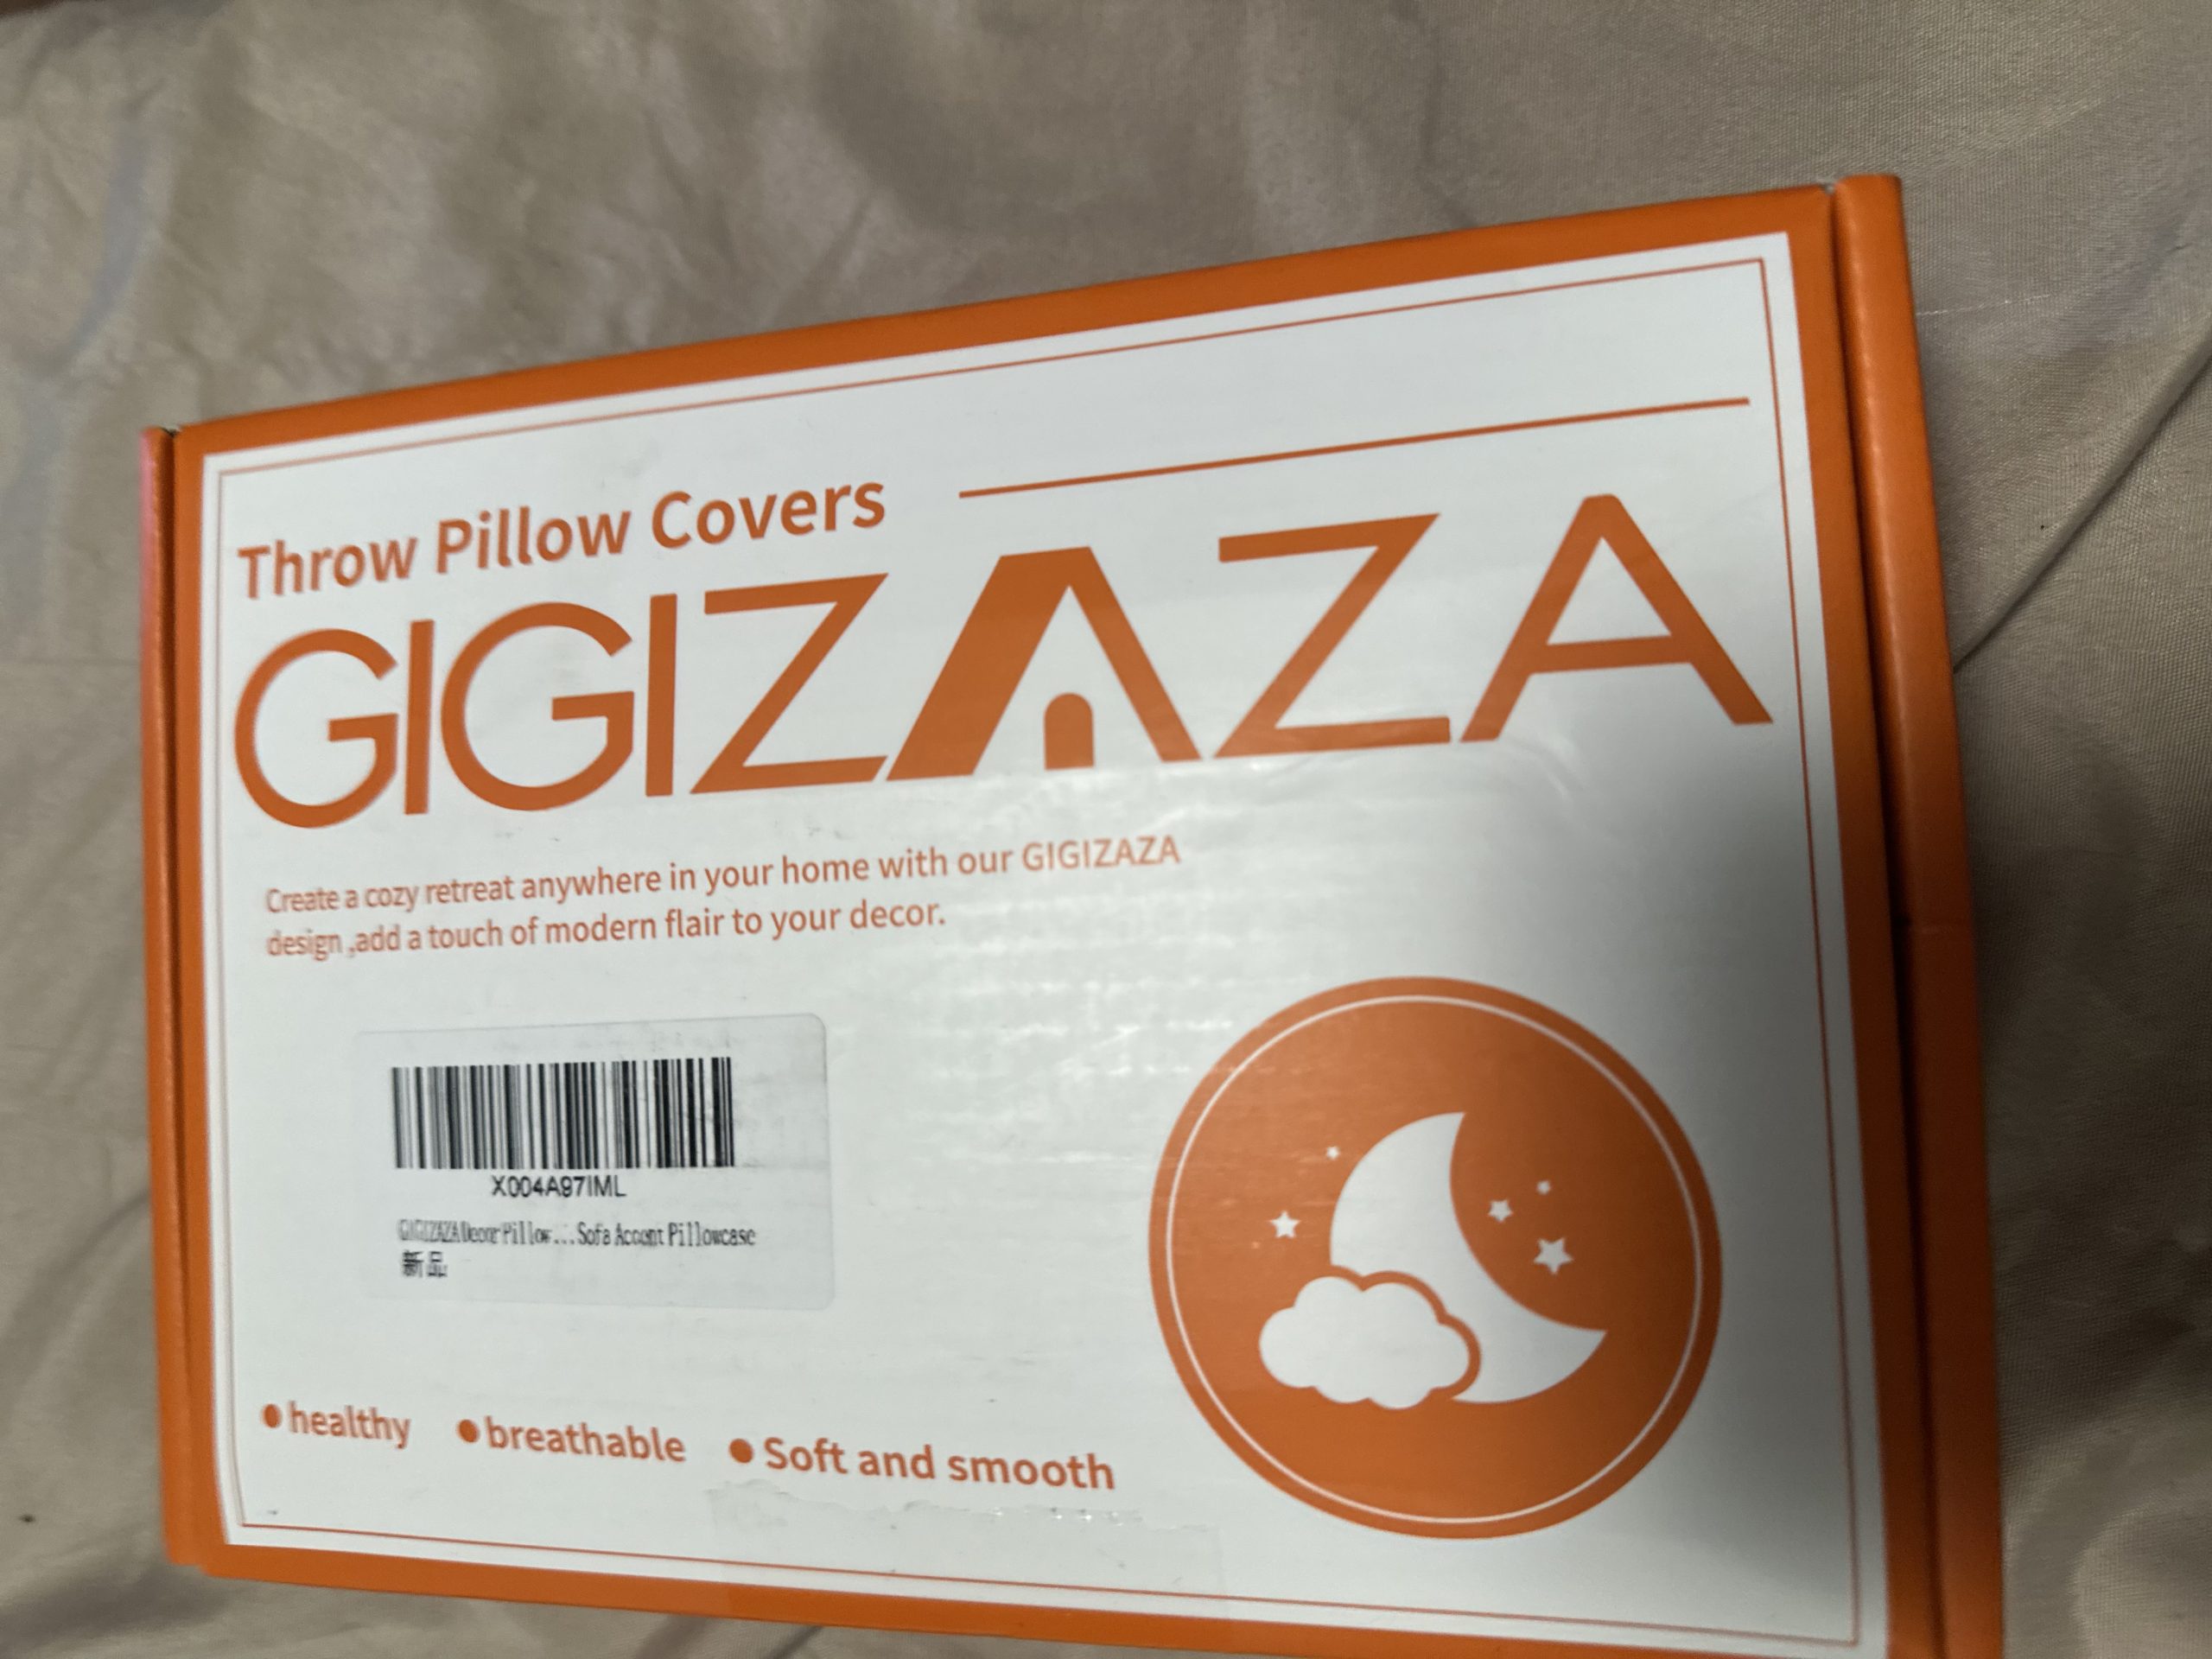 Throw Pillow Covers
GIGIZAZA
Create a cozy retreat anywhere in your home with our GIGIZAZA
design ,add a touch of modern flair to your decor.
X004A97IML
GIGIZAZA Decor Pillow...Sofa Accent Pillowcase
新品
●healthy ●breathable ●Soft and smooth